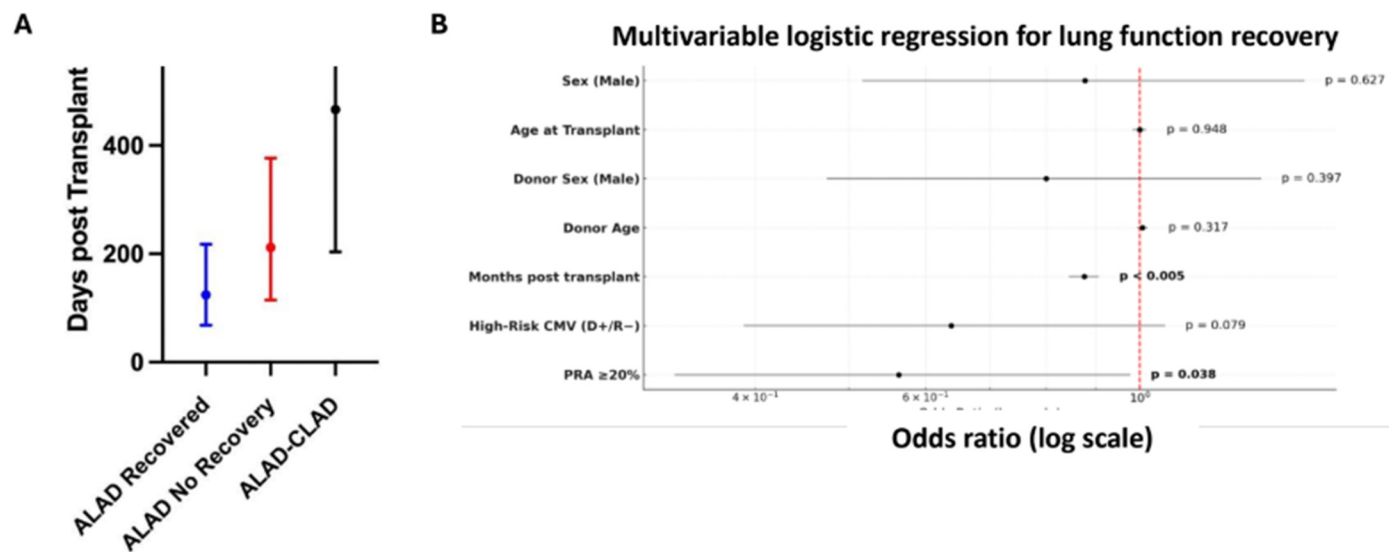 A
Days post Transplant
400
200
0
ALAD Recovered
ALAD No Recovery
ALAD-CLAD
B
Multivariable logistic regression for lung function recovery
Sex (Male)
p = 0.627
Age at Transplant
p = 0.948
Donor Sex (Male)
p = 0.397
Donor Age
p = 0.317
Months post transplant
p < 0.005
High-Risk CMV (D+/R−)
p = 0.079
PRA ≥20%
p = 0.038
4 × 10⁻¹
6 × 10⁻¹
10⁰
Odds ratio (log scale)